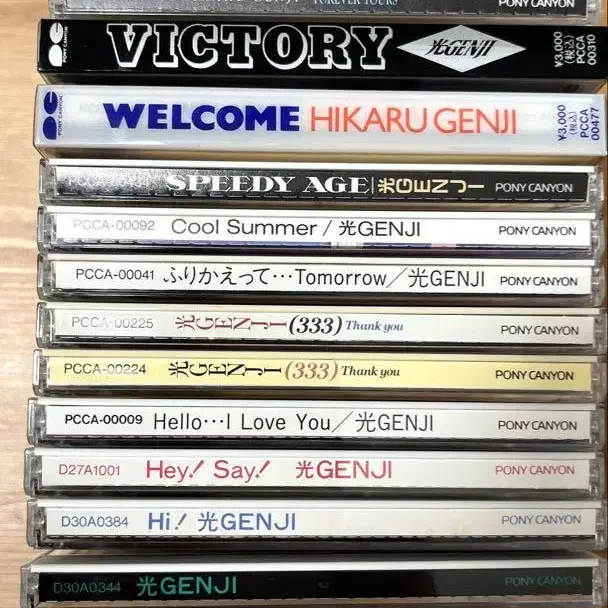 FOREVER YOURS PONY CANYON
PONY CANYON VICTORY 光GENJI ¥3,000 (税込) PCCA 00310
PONY CANYON WELCOME HIKARU GENJI ¥3,000 (税込) PCCA 00477
SPEEDY AGE 光GENJI PONY CANYON
PCCA-00092 Cool Summer / 光GENJI PONY CANYON
PCCA-00041 ふりかえって…Tomorrow／光GENJI PONY CANYON
PCCA-00225 光GENJI (333) Thank you PONY CANYON
PCCA-00224 光GENJI (333) Thank you PONY CANYON
PCCA-00009 Hello…I Love You／光GENJI PONY CANYON
D27A1001 Hey! Say! 光GENJI PONY CANYON
D30A0384 Hi! 光GENJI PONY CANYON
D30A0344 光GENJI PONY CANYON